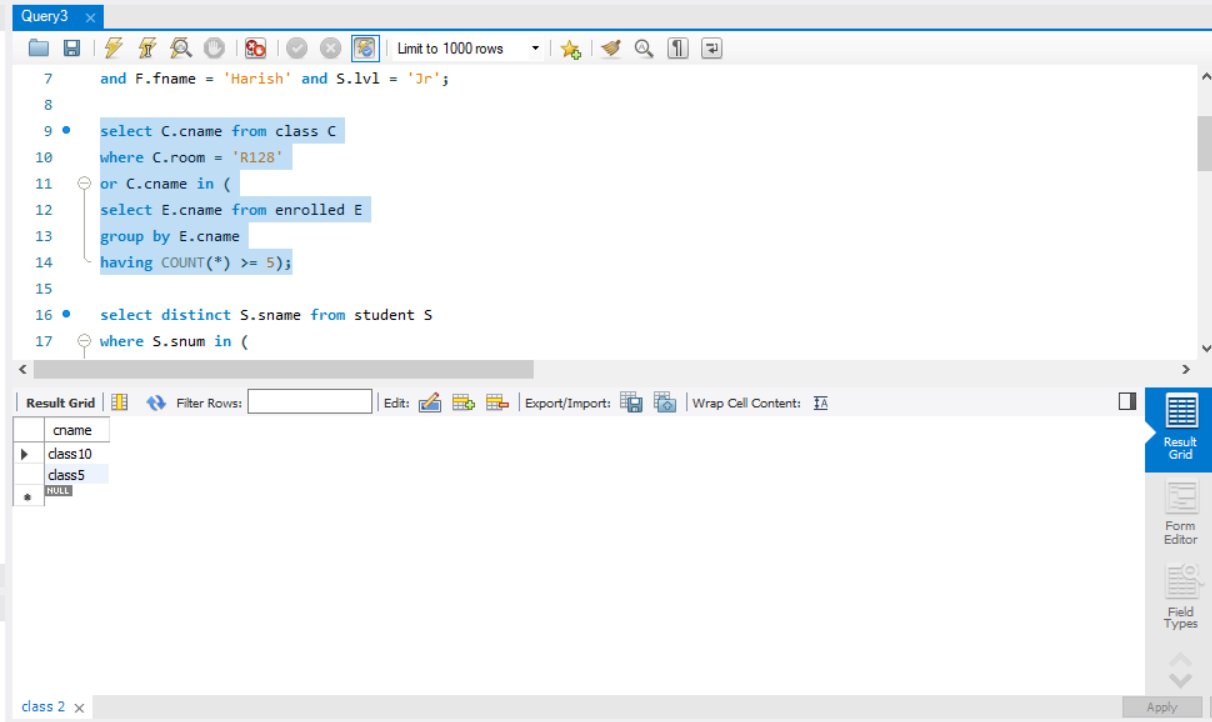 Query3
Limit to 1000 rows
7 and F.fname = 'Harish' and S.lvl = 'Jr';
8
9 select C.cname from class C
10 where C.room = 'R128'
11 or C.cname in (
12 select E.cname from enrolled E
13 group by E.cname
14 having COUNT(*) >= 5);
15
16 select distinct S.sname from student S
17 where S.snum in (
Result Grid Filter Rows: Edit: Export/Import: Wrap Cell Content: IA
cname
class10
class5
NULL
Result
Grid
Form
Editor
Field
Types
class 2
Apply